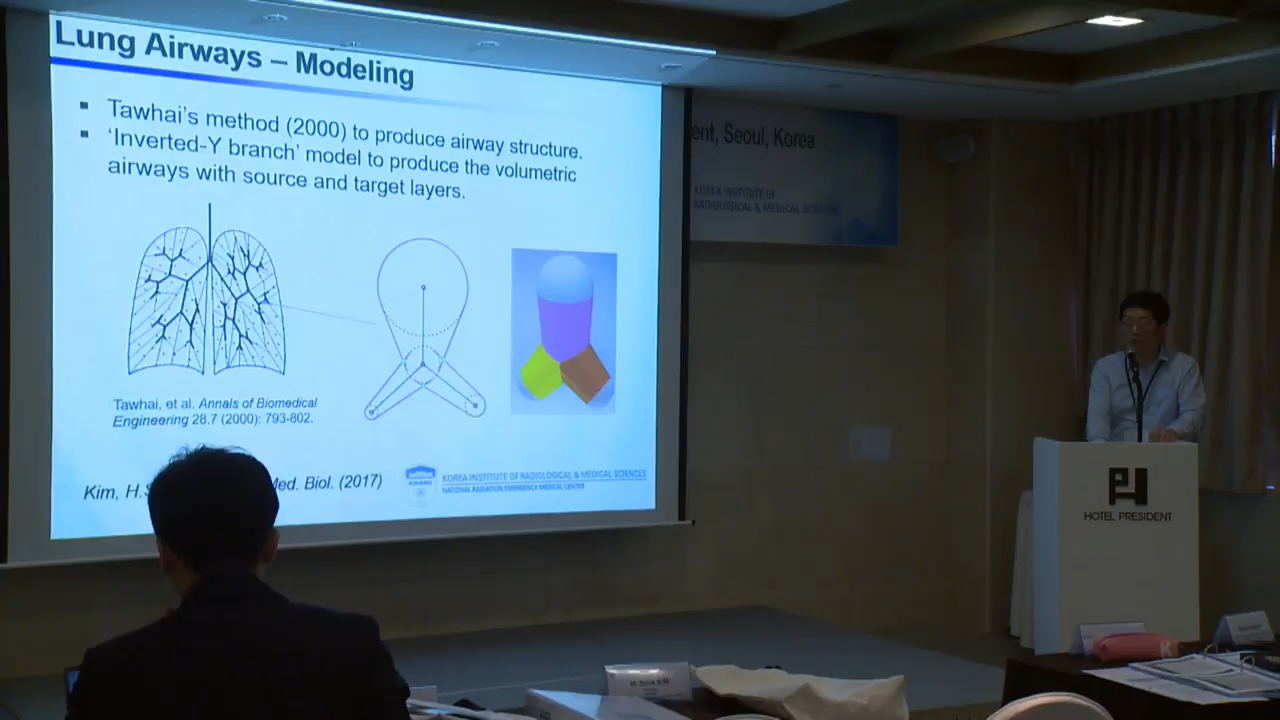 Lung Airways – Modeling
▪ Tawhai's method (2000) to produce airway structure.
▪ 'Inverted-Y branch' model to produce the volumetric
airways with source and target layers.
Tawhai, et al. Annals of Biomedical
Engineering 28.7 (2000): 793-802.
Kim, H.
Med. Biol. (2017)
KOREA INSTITUTE OF RADIOLOGICAL & MEDICAL SCIENCES
NATIONAL RADIATION EMERGENCY MEDICAL CENTER
ent, Seoul, Korea
KOREA INSTITUTE OF
RADIOLOGICAL & MEDICAL SCIENCES
HOTEL PRESIDENT